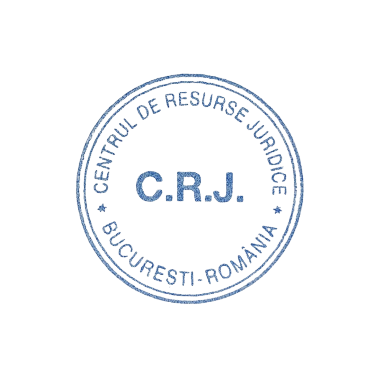 CENTRUL DE RESURSE JURIDICE
C.R.J.
★ BUCURESTI-ROMÂNIA ★